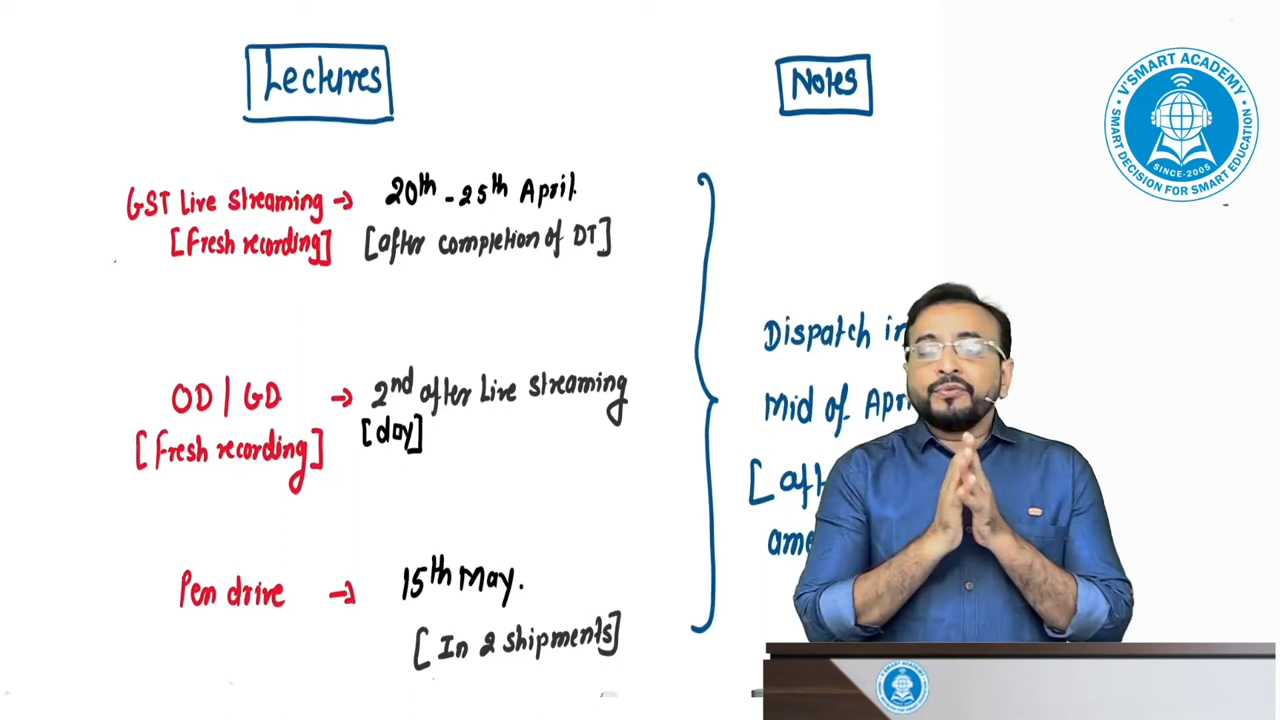 Lectures
GST Live Streaming → 20th - 25th April.
[Fresh recording] [after completion of DT]
OD | GD → 2nd after Live Streaming
[Fresh recording] [day]
Pen drive → 15th May.
[In 2 shipments]
Notes
Dispatch in
Mid of
[
V'SMART ACADEMY
SINCE-2005
SMART DECISION FOR SMART EDUCATION